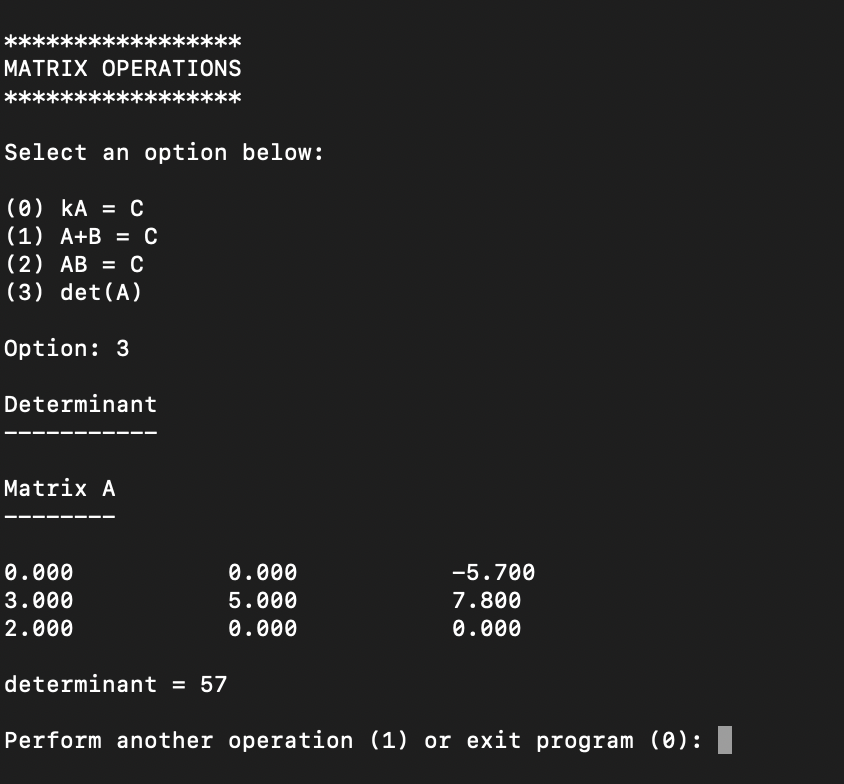 *****************
MATRIX OPERATIONS
*****************
Select an option below:
(0) kA = C
(1) A+B = C
(2) AB = C
(3) det(A)
Option: 3
Determinant
-----------
Matrix A
--------
0.000 0.000 -5.700
3.000 5.000 7.800
2.000 0.000 0.000
determinant = 57
Perform another operation (1) or exit program (0):